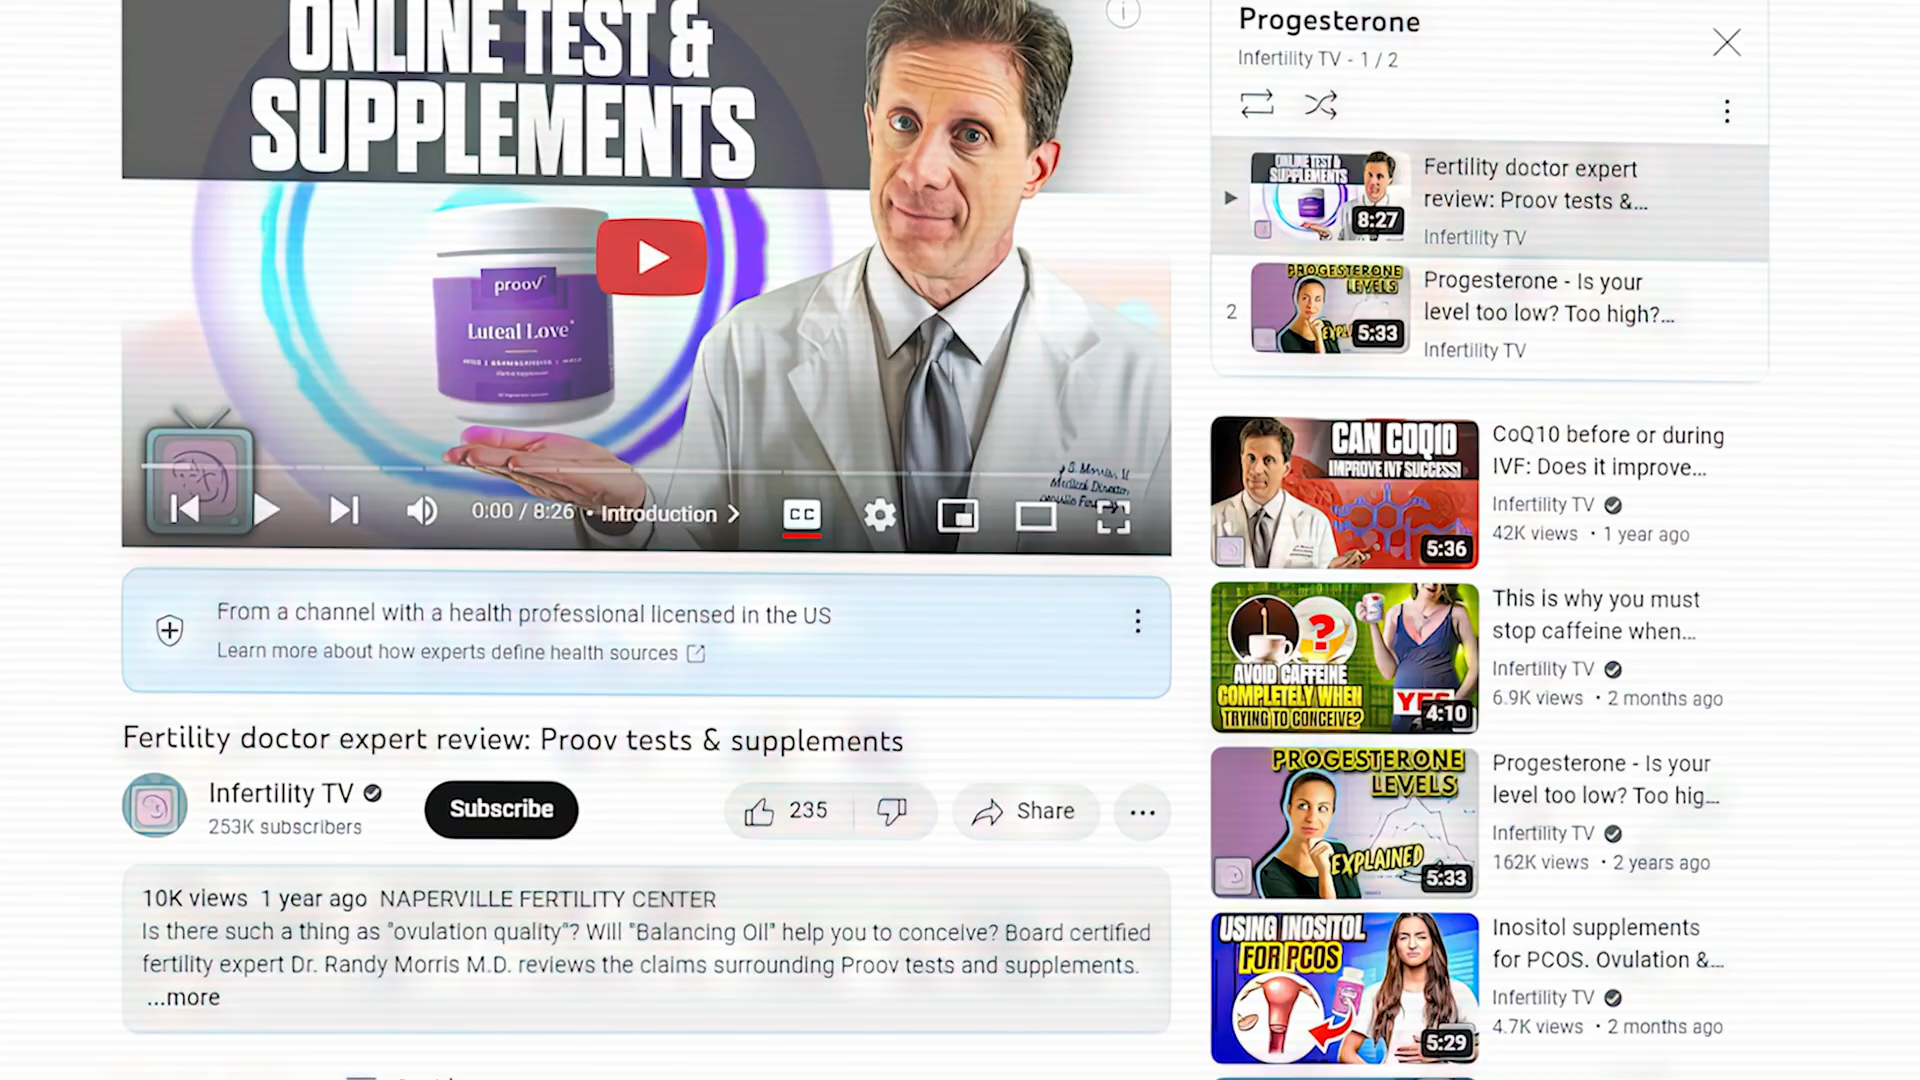 ONLINE TEST &
SUPPLEMENTS
proov
Luteal Love
S. Morris, M
Medical Director
0:00 / 8:26 • Introduction >
CC
From a channel with a health professional licensed in the US
Learn more about how experts define health sources
Fertility doctor expert review: Proov tests & supplements
Infertility TV
253K subscribers
Subscribe
235
Share
10K views 1 year ago NAPERVILLE FERTILITY CENTER
Is there such a thing as "ovulation quality"? Will "Balancing Oil" help you to conceive? Board certified
fertility expert Dr. Randy Morris M.D. reviews the claims surrounding Proov tests and supplements.
...more
Progesterone
Infertility TV - 1 / 2
ONLINE TEST &
SUPPLEMENTS
8:27
Fertility doctor expert
review: Proov tests &...
Infertility TV
2
PROGESTERONE
LEVELS
5:33
Progesterone - Is your
level too low? Too high?...
Infertility TV
CAN COQ10
IMPROVE IVF SUCCESS?
5:36
CoQ10 before or during
IVF: Does it improve...
Infertility TV
42K views • 1 year ago
?
AVOID CAFFEINE
COMPLETELY WHEN
TRYING TO CONCEIVE?
YES
4:10
This is why you must
stop caffeine when...
Infertility TV
6.9K views • 2 months ago
PROGESTERONE
LEVELS
EXPLAINED
5:33
Progesterone - Is your
level too low? Too hig...
Infertility TV
162K views • 2 years ago
USING INOSITOL
FOR PCOS
5:29
Inositol supplements
for PCOS. Ovulation &...
Infertility TV
4.7K views • 2 months ago